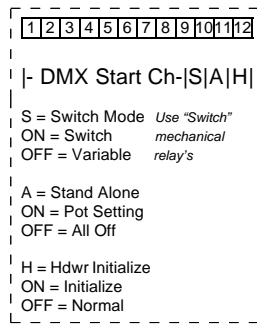 1 2 3 4 5 6 7 8 9 10 11 12
|- DMX Start Ch-|S|A|H|
S = Switch Mode Use “Switch”
ON = Switch mechanical
OFF = Variable relay's
A = Stand Alone
ON = Pot Setting
OFF = All Off
H = Hdwr Initialize
ON = Initialize
OFF = Normal